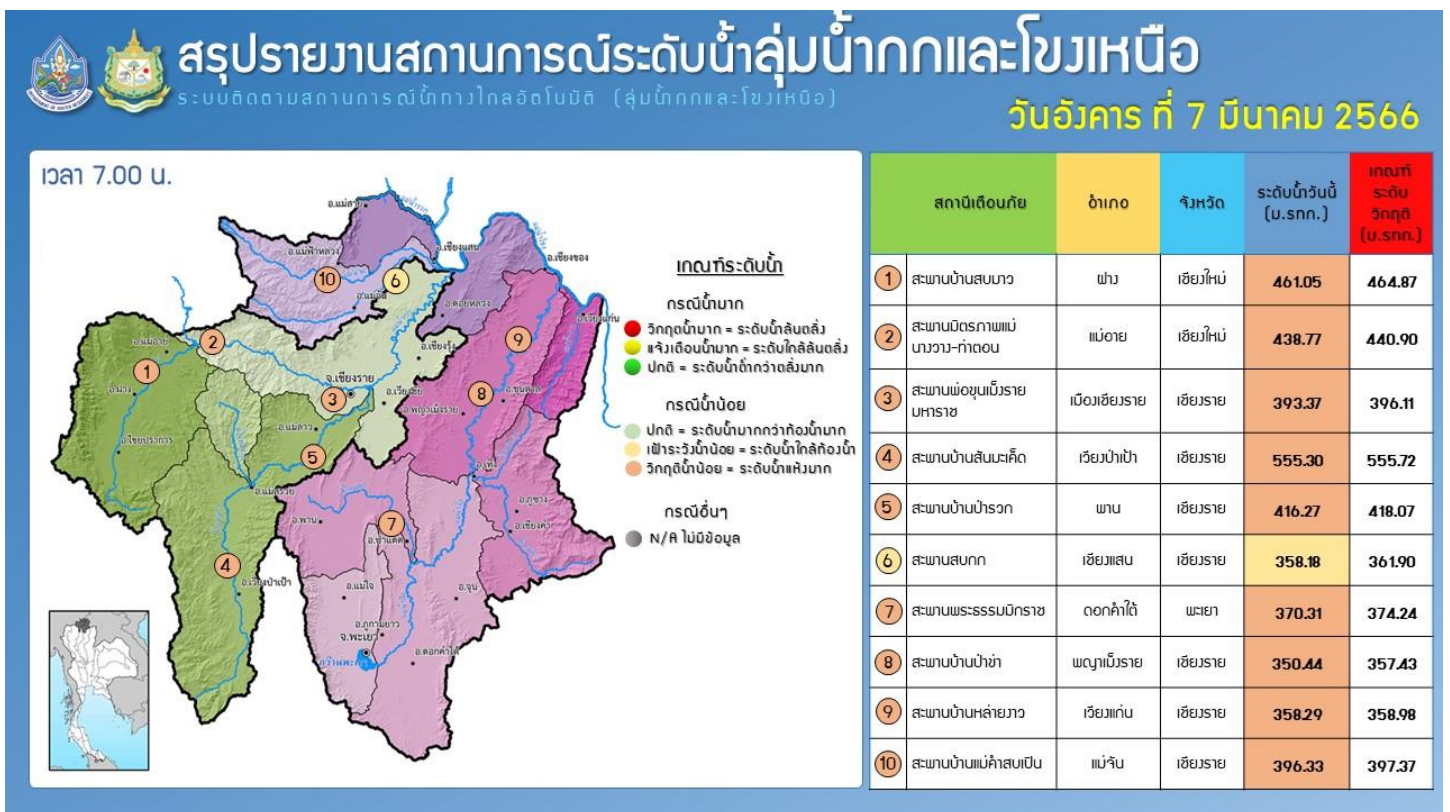 สรุปรายงานสถานการณ์ระดับน้ำลุ่มน้ำกกและโขงเหนือ
ระบบติดตามสถานการณ์น้ำทางไกลอัตโนมัติ (ลุ่มน้ำกกและโขงเหนือ)
วันอังคาร ที่ 7 มีนาคม 2566
เวลา 7.00 น.
อ.แม่สาย
อ.แม่ฟ้าหลวง
อ.เชียงแสน
อ.เชียงของ
10
6
อ.ดอยหลวง
อ.เวียงแก่น
อ.แม่อาย
2
9
1
อ.เชียงรุ้ง
จ.เชียงราย
อ.ฝาง
3
8
อ.ขุนตาล
อ.พญาเม็งราย
อ.แม่ลาว
อ.ไชยปราการ
5
อ.เทิง
อ.แม่สรวย
อ.ภูซาง
อ.พาน
7
อ.เชียงคำ
อ.ป่าแดด
4
อ.เวียงป่าเป้า
อ.แม่ใจ
อ.จุน
อ.ภูกามยาว
จ.พะเยา
อ.ดอกคำใต้
เกณฑ์ระดับน้ำ
กรณีน้ำมาก
วิกฤตน้ำมาก = ระดับน้ำล้นตลิ่ง
แจ้งเตือนน้ำมาก = ระดับใกล้ล้นตลิ่ง
ปกติ = ระดับน้ำต่ำกว่าตลิ่งมาก
กรณีน้ำน้อย
ปกติ = ระดับน้ำมากกว่าท้องน้ำมาก
เฝ้าระวังน้ำน้อย = ระดับน้ำใกล้ท้องน้ำ
วิกฤติน้ำน้อย = ระดับน้ำแห้งมาก
กรณีอื่นๆ
N/A ไม่มีข้อมูล
สถานีเตือนภัย อำเภอ จังหวัด ระดับน้ำวันนี้ (ม.รทก.) เกณฑ์ระดับวิกฤติ (ม.รทก.)
1 สะพานบ้านสบมาว ฝาง เชียงใหม่ 461.05 464.87
2 สะพานมิตรภาพแม่นางวาง-ท่าตอน แม่อาย เชียงใหม่ 438.77 440.90
3 สะพานพ่อขุนเม็งรายมหาราช เมืองเชียงราย เชียงราย 393.37 396.11
4 สะพานบ้านสันมะเค็ด เวียงป่าเป้า เชียงราย 555.30 555.72
5 สะพานบ้านป่ารวก พาน เชียงราย 416.27 418.07
6 สะพานสบกก เชียงแสน เชียงราย 358.18 361.90
7 สะพานพระธรรมมิกราช ดอกคำใต้ พะเยา 370.31 374.24
8 สะพานบ้านป่าข่า พญาเม็งราย เชียงราย 350.44 357.43
9 สะพานบ้านหล่ายงาว เวียงแก่น เชียงราย 358.29 358.98
10 สะพานบ้านแม่คำสบเปิน แม่จัน เชียงราย 396.33 397.37